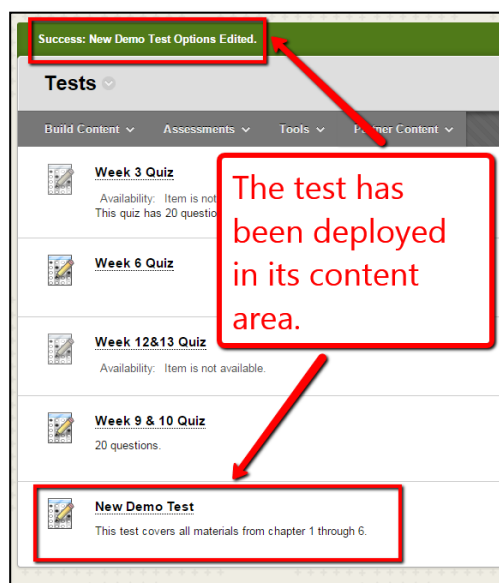 Success: New Demo Test Options Edited.
Tests
Build Content Assessments Tools Partner Content
Week 3 Quiz
Availability: Item is not
This quiz has 20
Week 6 Quiz
The test has
been deployed
in its content
area.
Week 12&13 Quiz
Availability: Item is not available.
Week 9 & 10 Quiz
20 questions.
New Demo Test
This test covers all materials from chapter 1 through 6.